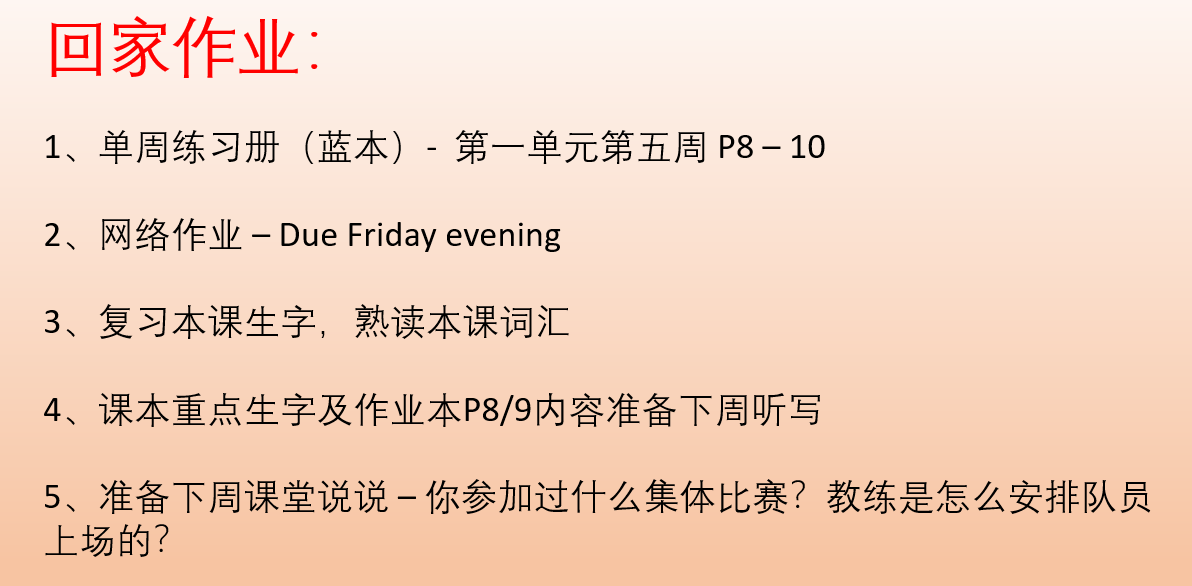 回家作业：
1、单周练习册（蓝本）- 第一单元第五周 P8 – 10
2、网络作业 – Due Friday evening
3、复习本课生字，熟读本课词汇
4、课本重点生字及作业本P8/9内容准备下周听写
5、准备下周课堂说说 – 你参加过什么集体比赛？教练是怎么安排队员
上场的？